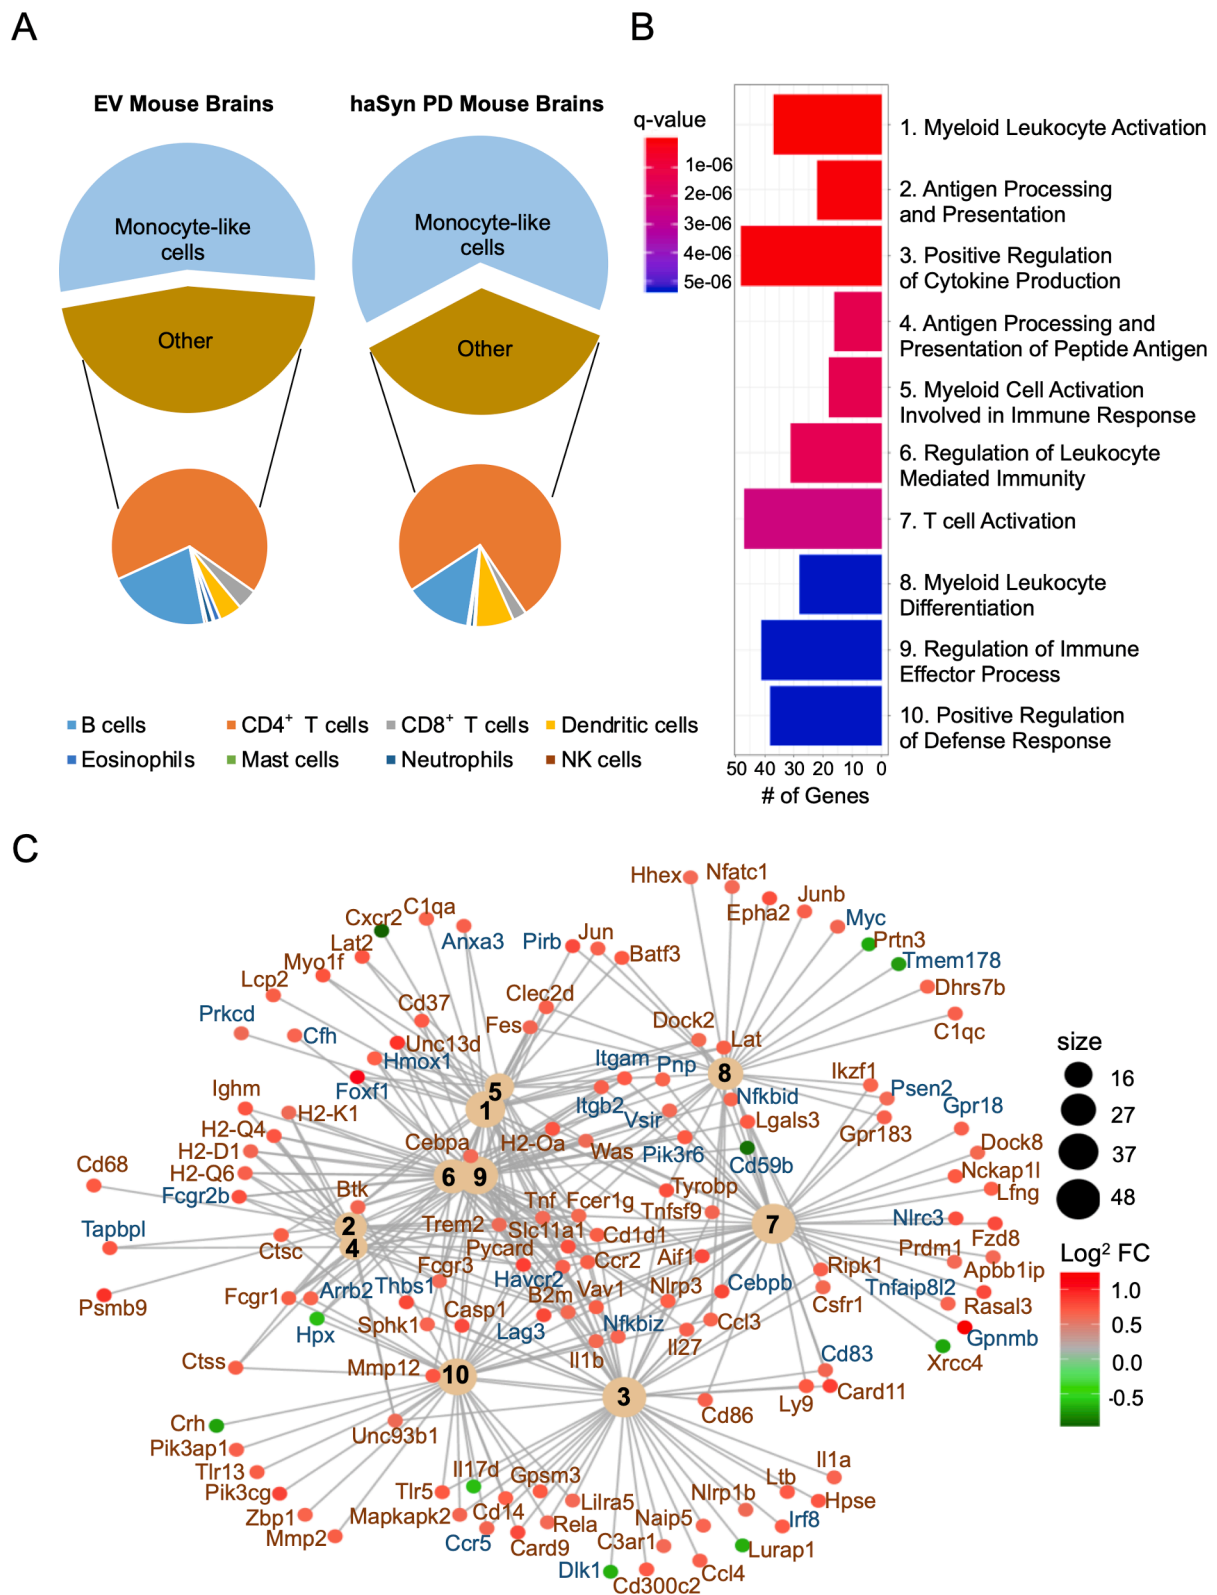 A
B
EV Mouse Brains
haSyn PD Mouse Brains
Monocyte-like
cells
Other
Monocyte-like
cells
Other
B cells
CD4+ T cells
CD8+ T cells
Dendritic cells
Eosinophils
Mast cells
Neutrophils
NK cells
q-value
1e-06
2e-06
3e-06
4e-06
5e-06
1. Myeloid Leukocyte Activation
2. Antigen Processing
and Presentation
3. Positive Regulation
of Cytokine Production
4. Antigen Processing and
Presentation of Peptide Antigen
5. Myeloid Cell Activation
Involved in Immune Response
6. Regulation of Leukocyte
Mediated Immunity
7. T cell Activation
8. Myeloid Leukocyte
Differentiation
9. Regulation of Immune
Effector Process
10. Positive Regulation
of Defense Response
50 40 30 20 10 0
# of Genes
C
Hhex
Nfatc1
Epha2
Junb
Myc
Prtn3
Tmem178
Dhrs7b
C1qc
Cxcr2
C1qa
Anxa3
Pirb
Jun
Batf3
Lat2
Myo1f
Lcp2
Cd37
Clec2d
Fes
Dock2
Lat
Prkcd
Cfh
Unc13d
Hmox1
Foxf1
Itgam
Pnp
8
Nfkbid
Ikzf1
Psen2
Gpr18
5
1
Itgb2
Vsir
Lgals3
Gpr183
Ighm
H2-K1
H2-Q4
H2-D1
H2-Q6
Fcgr2b
Cebpa
H2-Oa
Was
Pik3r6
Cd59b
Dock8
Nckap1l
Lfng
Cd68
6
9
Btk
Tyrobp
Tnfsf9
Tapbpl
2
4
Ctsc
Trem2
Tnf
Fcer1g
Slc11a1
Cd1d1
7
Nlrc3
Fzd8
Prdm1
Apbb1ip
Pycard
Ccr2
Aif1
Ripk1
Tnfaip8l2
Rasal3
Psmb9
Fcgr1
Arrb2
Thbs1
Fcgr3
Havcr2
B2m
Vav1
Nlrp3
Cebpb
Csfr1
Gpnmb
Xrcc4
Hpx
Sphk1
Casp1
Lag3
Nfkbiz
Il1b
Il27
Ccl3
Cd83
Ctss
Mmp12
10
3
Card11
Ly9
Cd86
Crh
Unc93b1
Pik3ap1
Tlr13
Pik3cg
Zbp1
Mmp2
Tlr5
Il17d
Gpsm3
Mapkapk2
Cd14
Ccr5
Card9
Lilra5
Rela
Naip5
C3ar1
Dlk1
Cd300c2
Ccl4
Nlrp1b
Lurap1
Irf8
Ltb
Il1a
Hpse
size
16
27
37
48
Log2 FC
1.0
0.5
0.0
-0.5